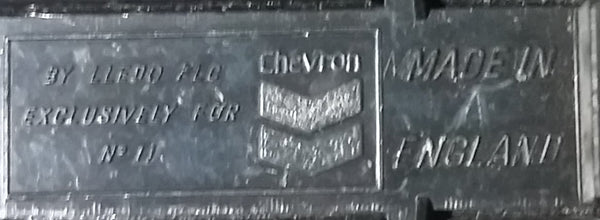 BY LLEDO PLC
EXCLUSIVELY FOR
Nº 11
Chevron
MADE IN
ENGLAND